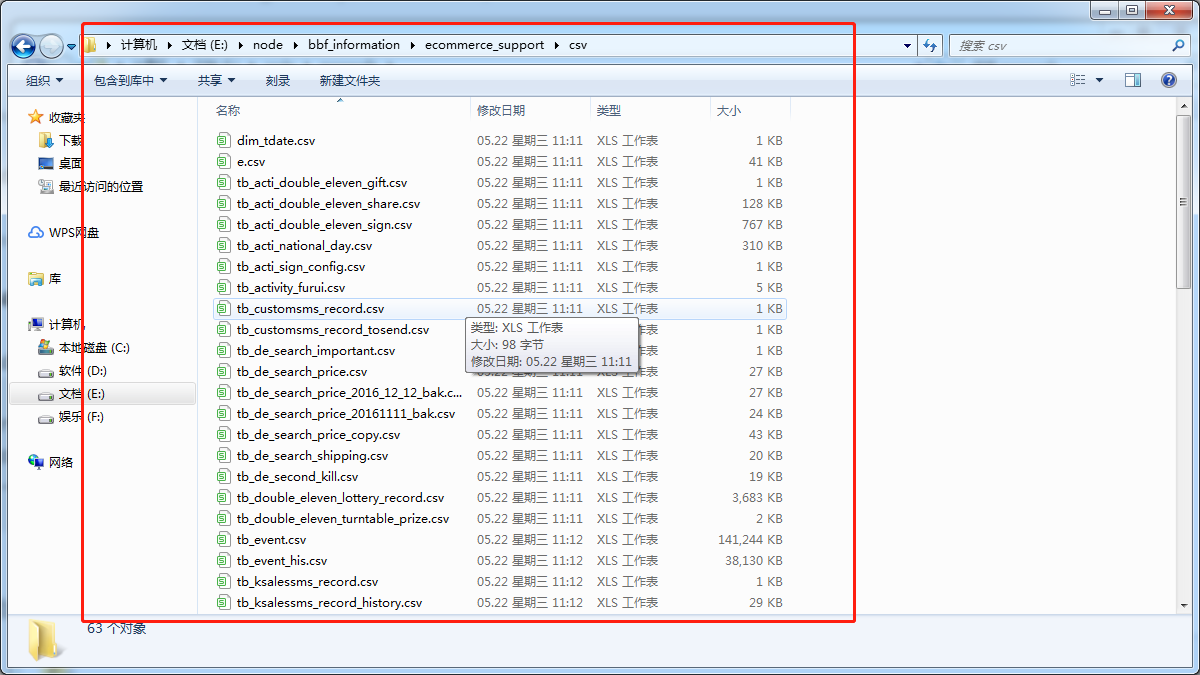 计算机 ▸ 文档 (E:) ▸ node ▸ bbf_information ▸ ecommerce_support ▸ csv
搜索 csv
组织 包含到库中 共享 刻录 新建文件夹
收藏夹
下载
桌面
最近访问的位置
WPS网盘
库
计算机
本地磁盘 (C:)
软件 (D:)
文档 (E:)
娱乐 (F:)
网络
名称 修改日期 类型 大小
dim_tdate.csv 05.22 星期三 11:11 XLS 工作表 1 KB
e.csv 05.22 星期三 11:11 XLS 工作表 41 KB
tb_acti_double_eleven_gift.csv 05.22 星期三 11:11 XLS 工作表 1 KB
tb_acti_double_eleven_share.csv 05.22 星期三 11:11 XLS 工作表 128 KB
tb_acti_double_eleven_sign.csv 05.22 星期三 11:11 XLS 工作表 767 KB
tb_acti_national_day.csv 05.22 星期三 11:11 XLS 工作表 310 KB
tb_acti_sign_config.csv 05.22 星期三 11:11 XLS 工作表 1 KB
tb_activity_furui.csv 05.22 星期三 11:11 XLS 工作表 5 KB
tb_customsms_record.csv 05.22 星期三 11:11 XLS 工作表 1 KB
tb_customsms_record_tosend.csv 1 KB
tb_de_search_important.csv 1 KB
tb_de_search_price.csv 27 KB
类型: XLS 工作表
大小: 98 字节
修改日期: 05.22 星期三 11:11
tb_de_search_price_2016_12_12_bak.c... 05.22 星期三 11:11 XLS 工作表 27 KB
tb_de_search_price_20161111_bak.csv 05.22 星期三 11:11 XLS 工作表 24 KB
tb_de_search_price_copy.csv 05.22 星期三 11:11 XLS 工作表 43 KB
tb_de_search_shipping.csv 05.22 星期三 11:11 XLS 工作表 20 KB
tb_de_second_kill.csv 05.22 星期三 11:11 XLS 工作表 19 KB
tb_double_eleven_lottery_record.csv 05.22 星期三 11:11 XLS 工作表 3,683 KB
tb_double_eleven_turntable_prize.csv 05.22 星期三 11:11 XLS 工作表 2 KB
tb_event.csv 05.22 星期三 11:12 XLS 工作表 141,244 KB
tb_event_his.csv 05.22 星期三 11:12 XLS 工作表 38,130 KB
tb_ksalessms_record.csv 05.22 星期三 11:12 XLS 工作表 1 KB
tb_ksalessms_record_history.csv 05.22 星期三 11:12 XLS 工作表 29 KB
63 个对象